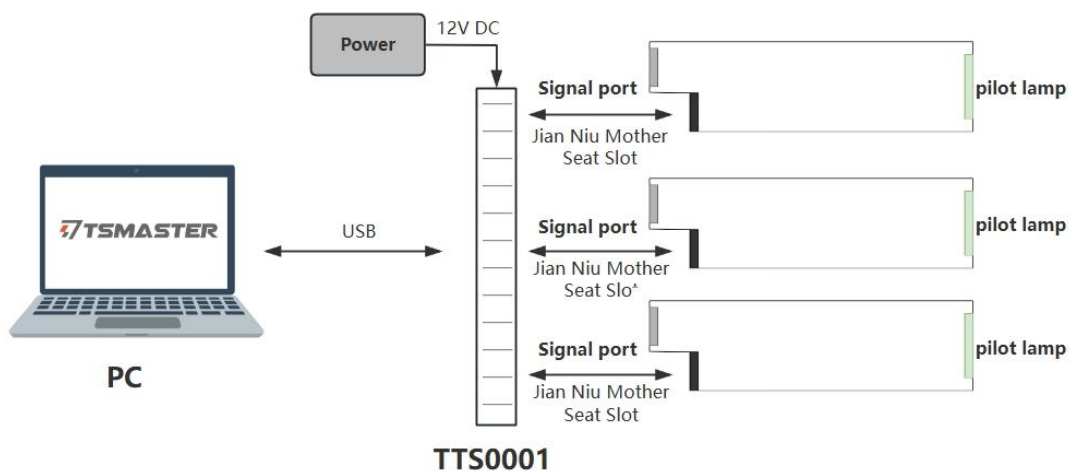 Power
12V DC
Signal port
Jian Niu Mother
Seat Slot
pilot lamp
TSMASTER
USB
Signal port
Jian Niu Mother
pilot lamp
Signal port
Jian Niu Mother
Seat Slot
pilot lamp
PC
TTS0001